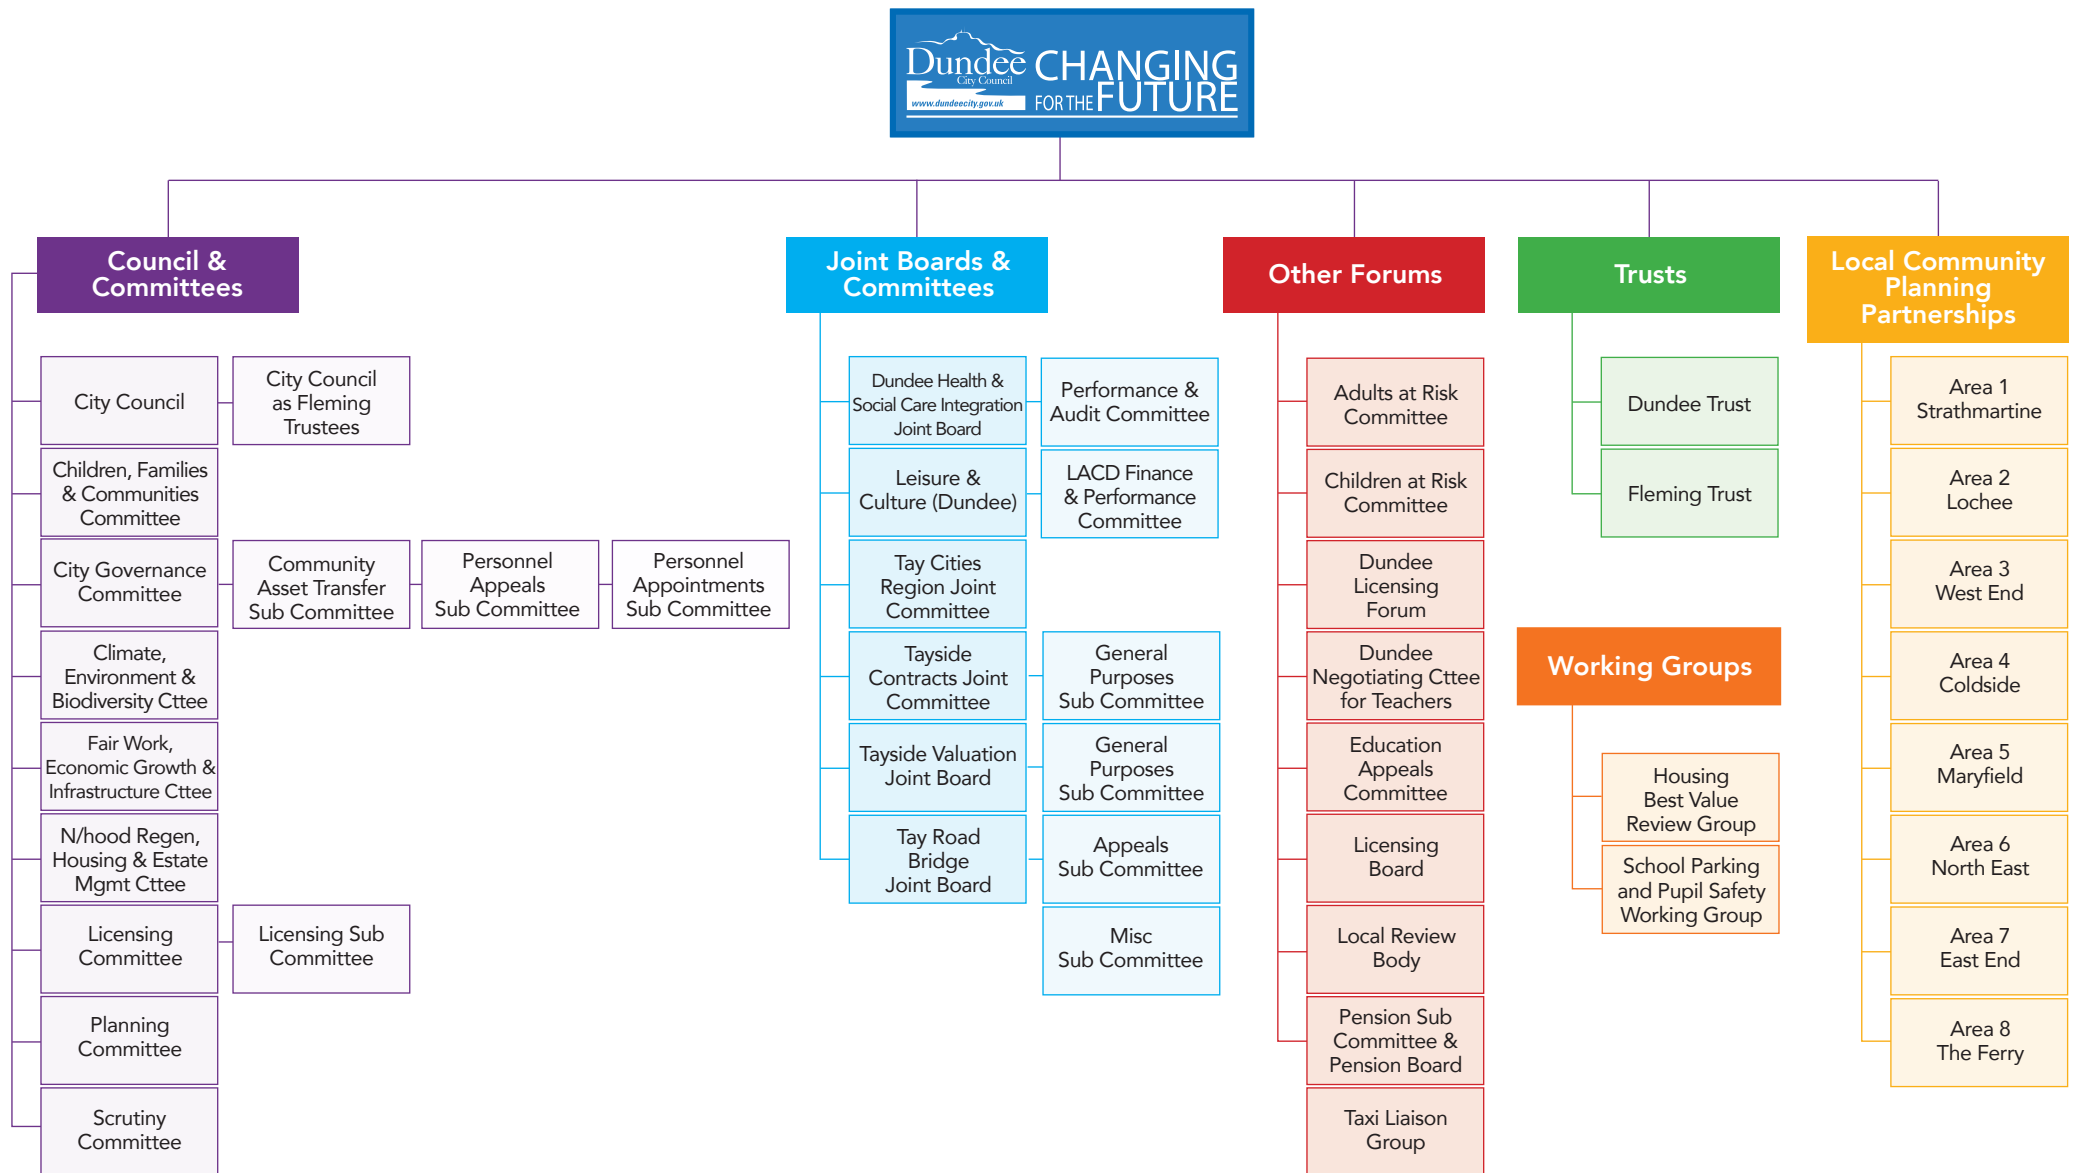 Dundee
City Council
www.dundeecity.gov.uk
CHANGING
FOR THE FUTURE
Council &
Committees
City Council
City Council
as Fleming
Trustees
Children, Families
& Communities
Committee
City Governance
Committee
Community
Asset Transfer
Sub Committee
Personnel
Appeals
Sub Committee
Personnel
Appointments
Sub Committee
Climate,
Environment &
Biodiversity Cttee
Fair Work,
Economic Growth &
Infrastructure Cttee
N/hood Regen,
Housing & Estate
Mgmt Cttee
Licensing
Committee
Licensing Sub
Committee
Planning
Committee
Scrutiny
Committee
Joint Boards &
Committees
Dundee Health &
Social Care Integration
Joint Board
Performance &
Audit Committee
Leisure &
Culture (Dundee)
LACD Finance
& Performance
Committee
Tay Cities
Region Joint
Committee
Tayside
Contracts Joint
Committee
General
Purposes
Sub Committee
Tayside Valuation
Joint Board
General
Purposes
Sub Committee
Tay Road
Bridge
Joint Board
Appeals
Sub Committee
Misc
Sub Committee
Other Forums
Adults at Risk
Committee
Children at Risk
Committee
Dundee
Licensing
Forum
Dundee
Negotiating Cttee
for Teachers
Education
Appeals
Committee
Licensing
Board
Local Review
Body
Pension Sub
Committee &
Pension Board
Taxi Liaison
Group
Trusts
Dundee Trust
Fleming Trust
Working Groups
Housing
Best Value
Review Group
School Parking
and Pupil Safety
Working Group
Local Community
Planning
Partnerships
Area 1
Strathmartine
Area 2
Lochee
Area 3
West End
Area 4
Coldside
Area 5
Maryfield
Area 6
North East
Area 7
East End
Area 8
The Ferry